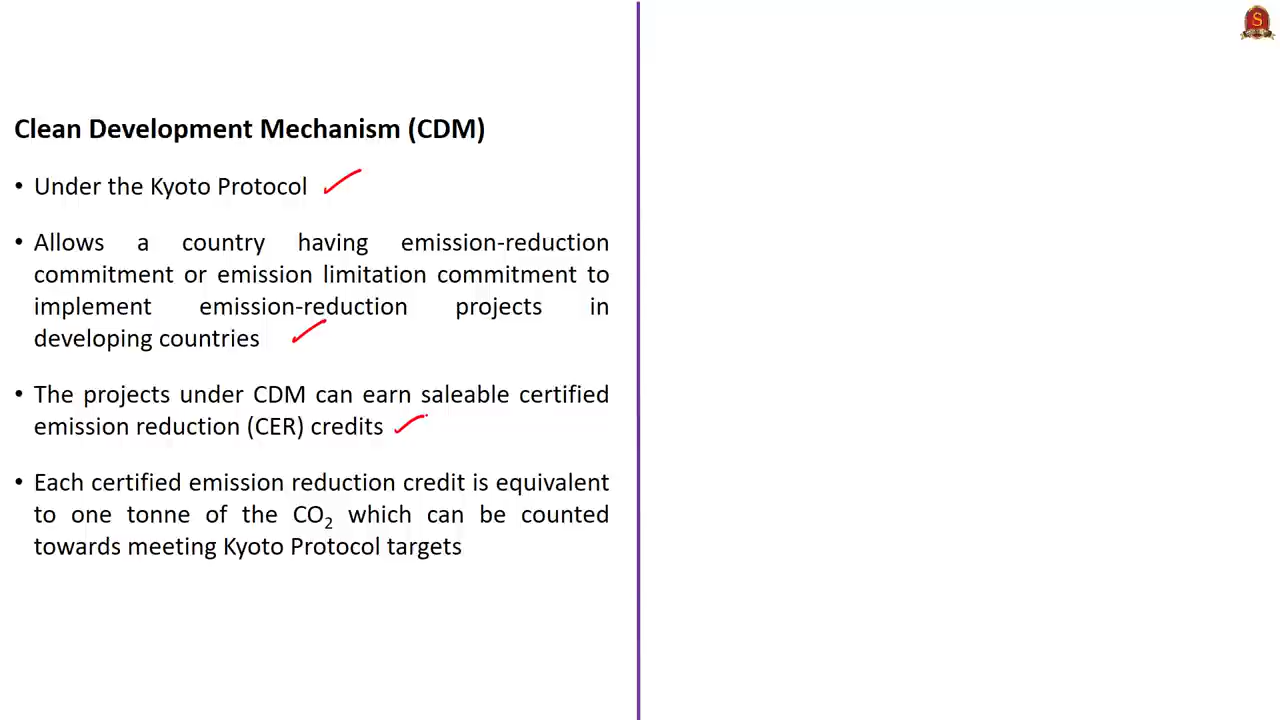 Clean Development Mechanism (CDM)
• Under the Kyoto Protocol
• Allows a country having emission-reduction
commitment or emission limitation commitment to
implement emission-reduction projects in
developing countries
• The projects under CDM can earn saleable certified
emission reduction (CER) credits
• Each certified emission reduction credit is equivalent
to one tonne of the CO₂ which can be counted
towards meeting Kyoto Protocol targets
S